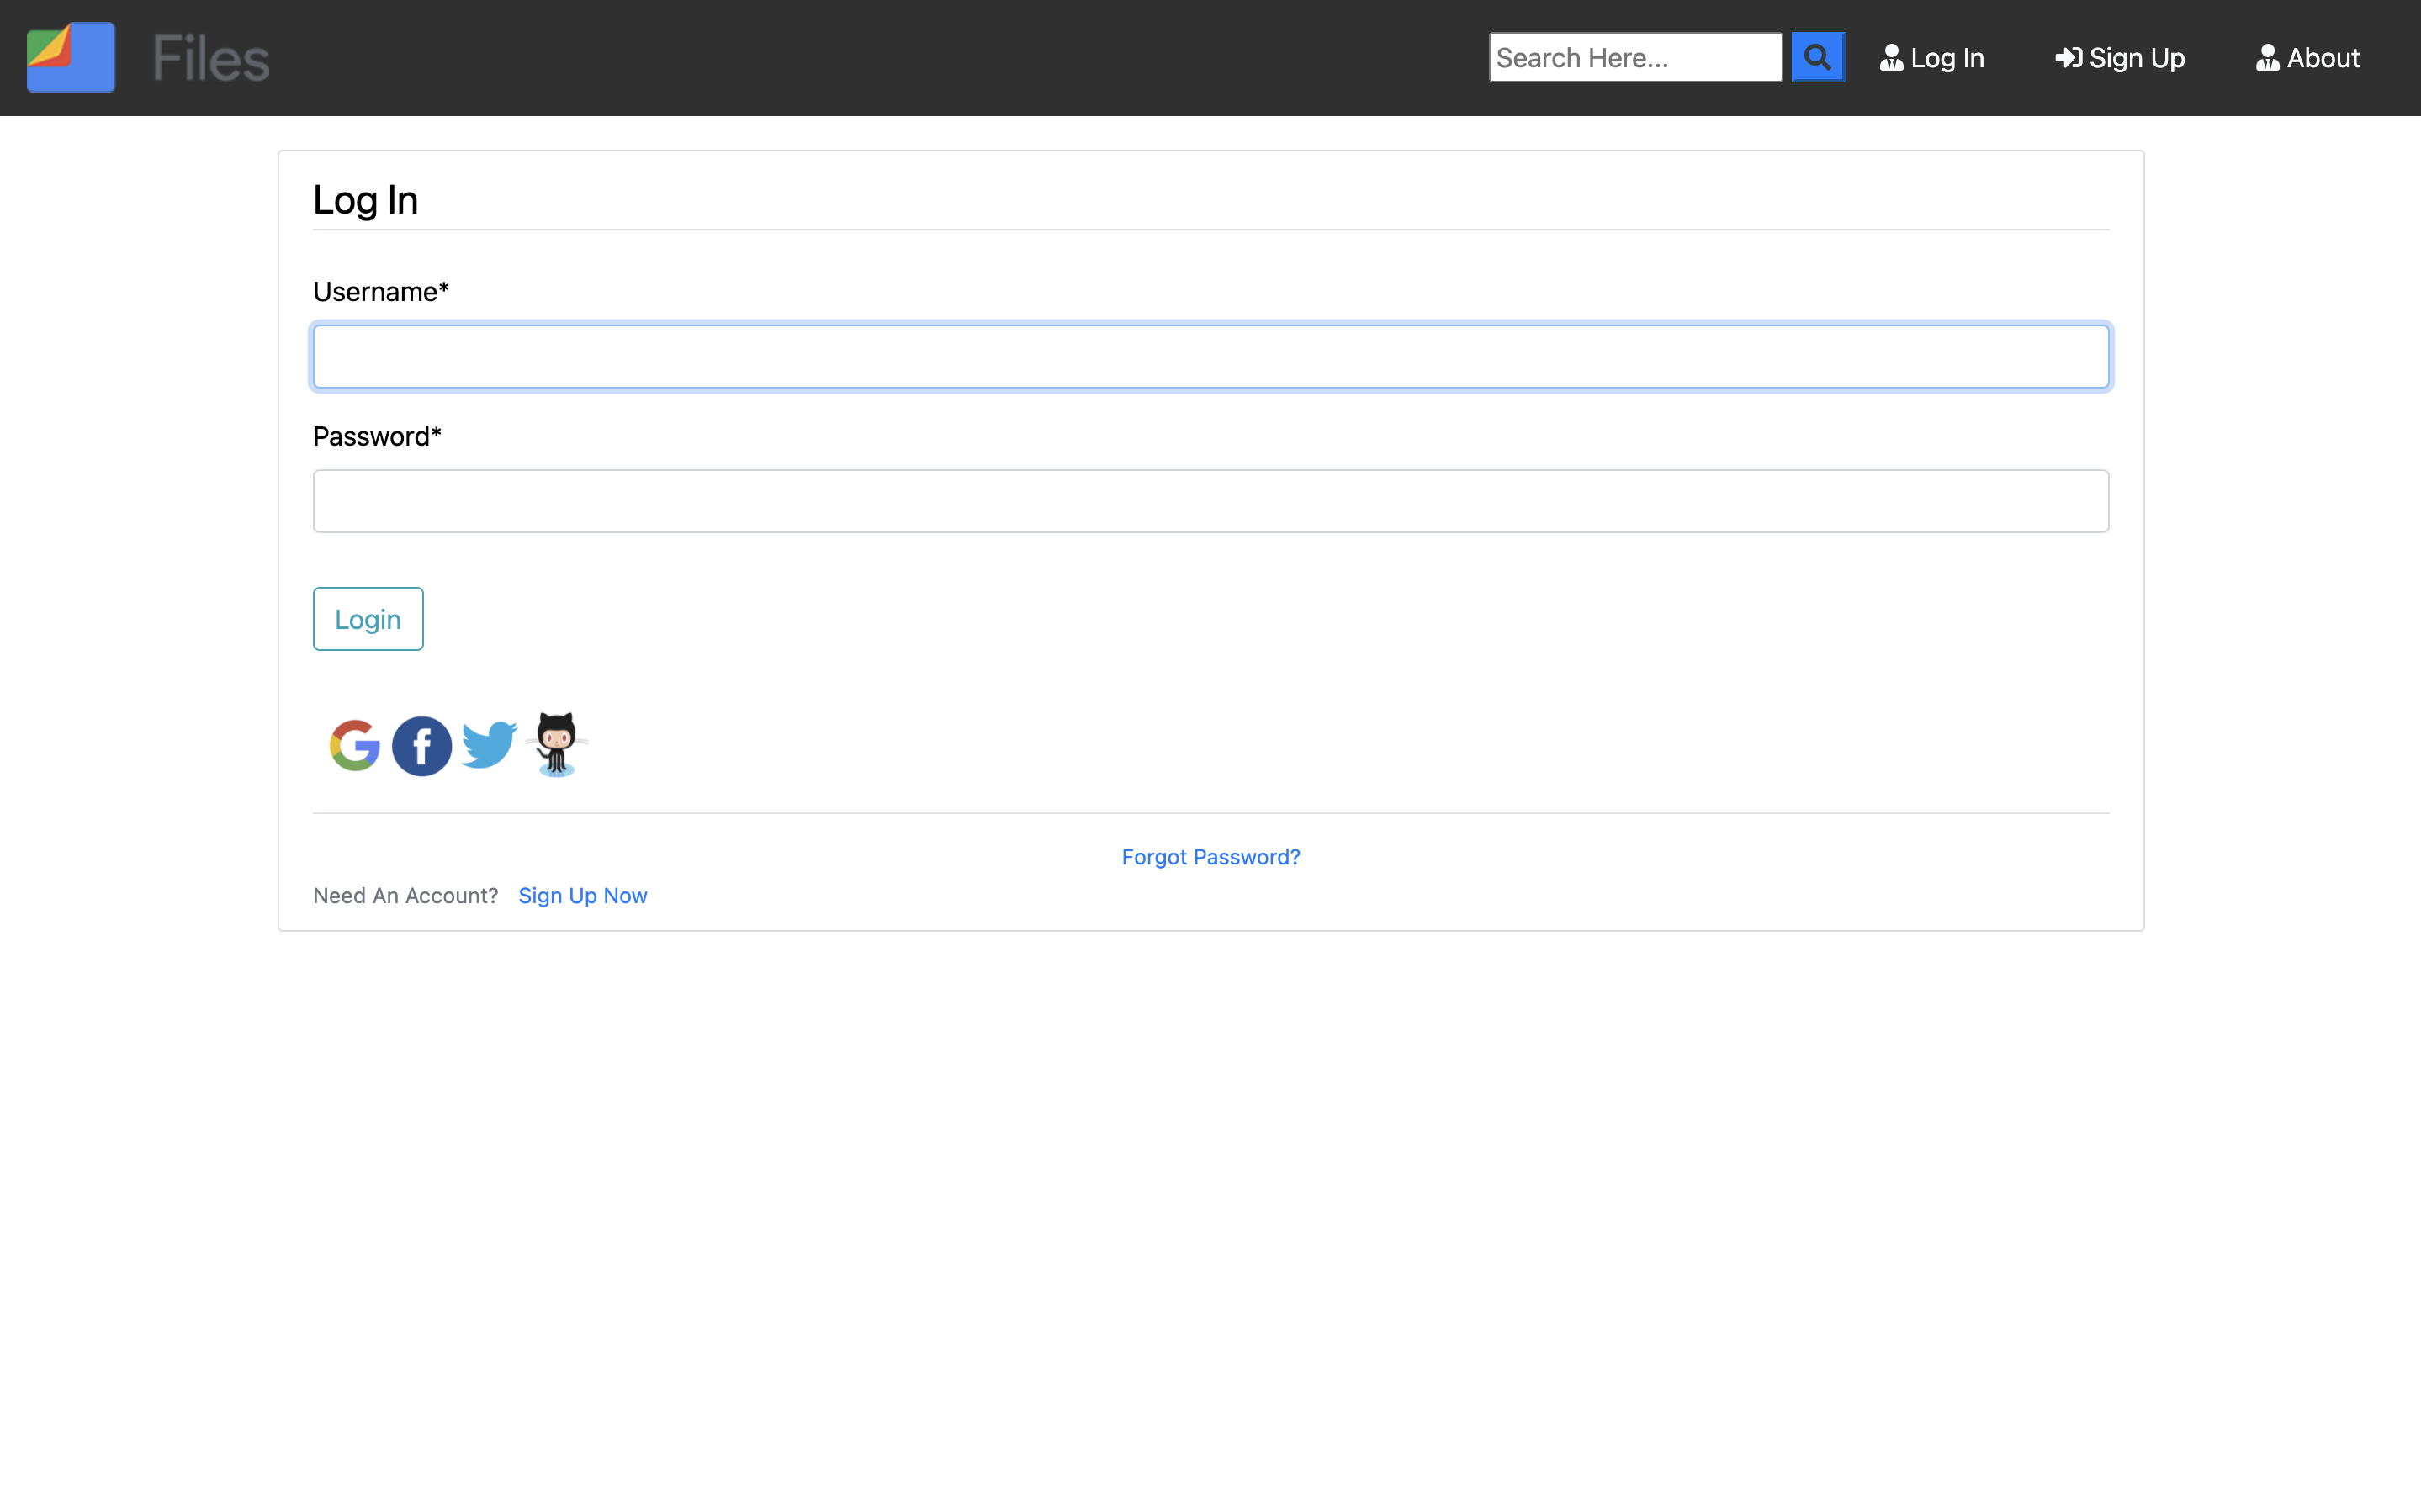 Files
Search Here...
Log In
Sign Up
About
Log In
Username*
Password*
Login
Forgot Password?
Need An Account? Sign Up Now